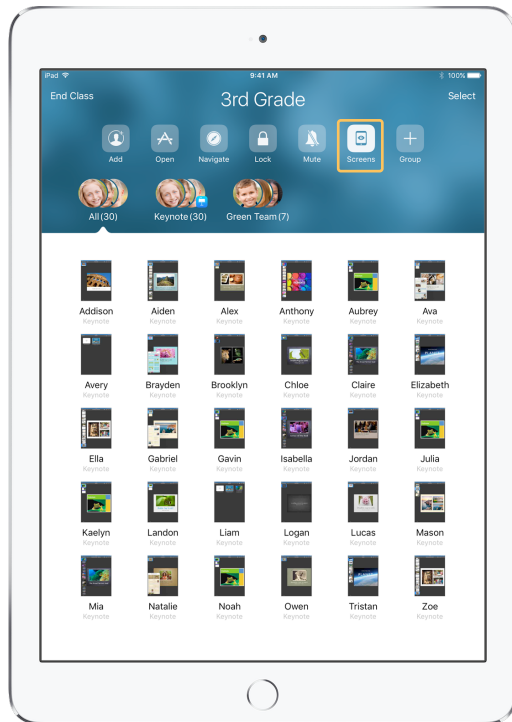 iPad 9:41 AM 100%
End Class 3rd Grade Select
Add Open Navigate Lock Mute Screens Group
All (30) Keynote (30) Green Team (7)
Addison Aiden Alex Anthony Aubrey Ava
Keynote Keynote Keynote Keynote Keynote Keynote
Avery Brayden Brooklyn Chloe Claire Elizabeth
Keynote Keynote Keynote Keynote Keynote Keynote
Ella Gabriel Gavin Isabella Jordan Julia
Keynote Keynote Keynote Keynote Keynote Keynote
Kaelyn Landon Liam Logan Lucas Mason
Keynote Keynote Keynote Keynote Keynote Keynote
Mia Natalie Noah Owen Tristan Zoe
Keynote Keynote Keynote Keynote Keynote Keynote